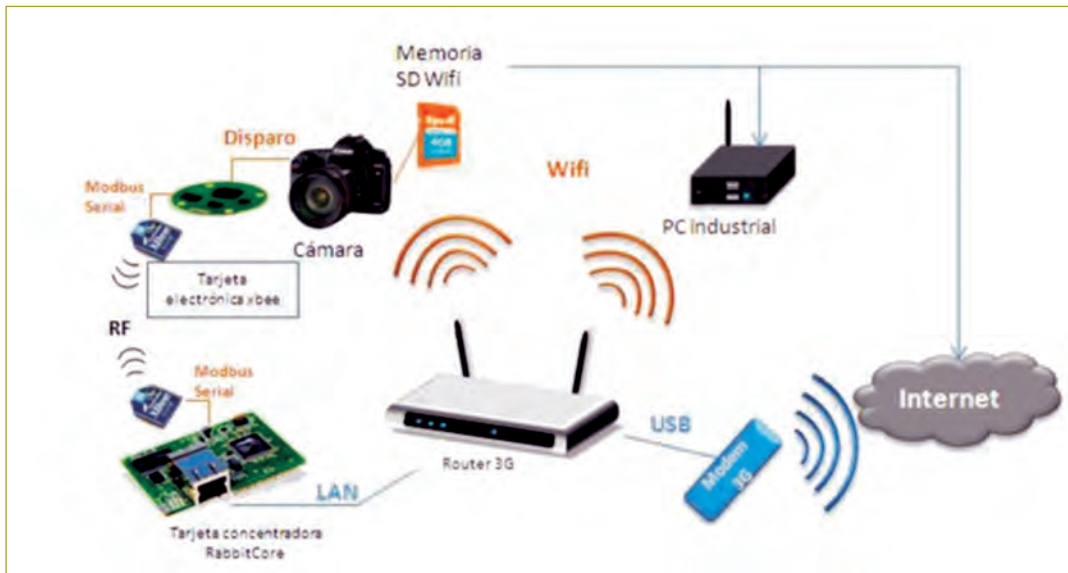 Memoria
SD Wifi
Disparo
4GB
Wifi
Modbus
Serial
Cámara
PC Industrial
Tarjeta
electrónica xbee
RF
Modbus
Serial
Internet
USB
Router 3G
Modem
3G
LAN
Tarjeta concentradora
RabbitCore